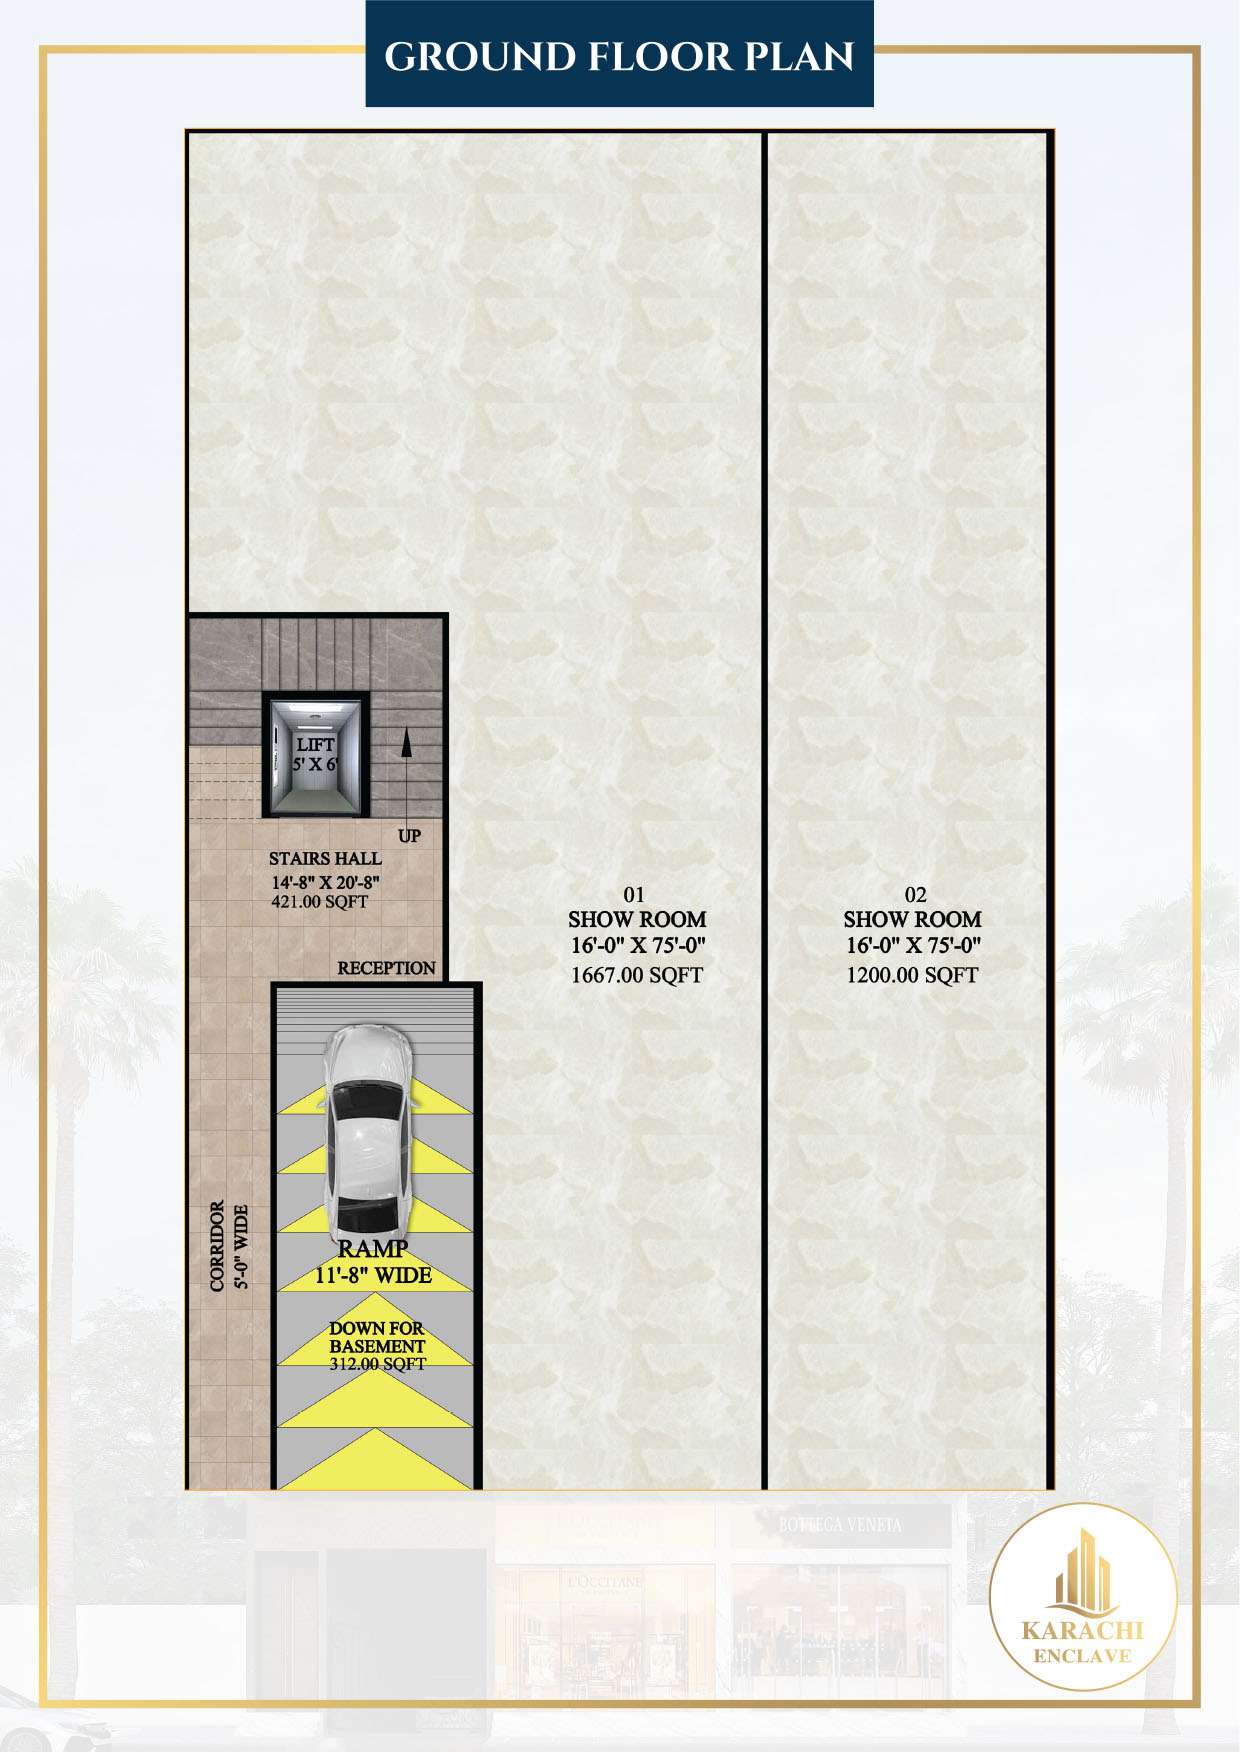 GROUND FLOOR PLAN
LIFT
5' X 6'
UP
STAIRS HALL
14'-8" X 20'-8"
421.00 SQFT
RECEPTION
01
SHOW ROOM
16'-0" X 75'-0"
1667.00 SQFT
02
SHOW ROOM
16'-0" X 75'-0"
1200.00 SQFT
CORRIDOR
5'-0" WIDE
RAMP
11'-8" WIDE
DOWN FOR
BASEMENT
312.00 SQFT
BOTTEGA VENETA
L'OCCITANE
KARACHI
ENCLAVE